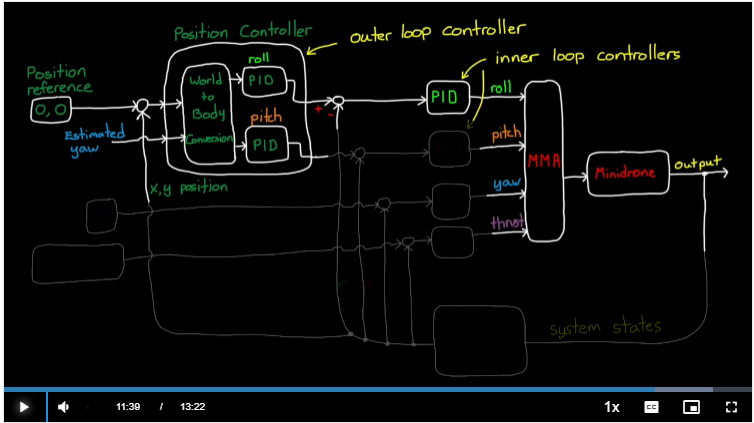 Position Controller
outer loop controller
inner loop controllers
Position
reference
0,0
roll
PID
World
to
Body
Conversion
pitch
PID
Estimated
yaw
x,y position
+
-
PID
roll
pitch
yaw
thrust
MMA
Minidrone
output
system states
11:39 / 13:22
1x
CC